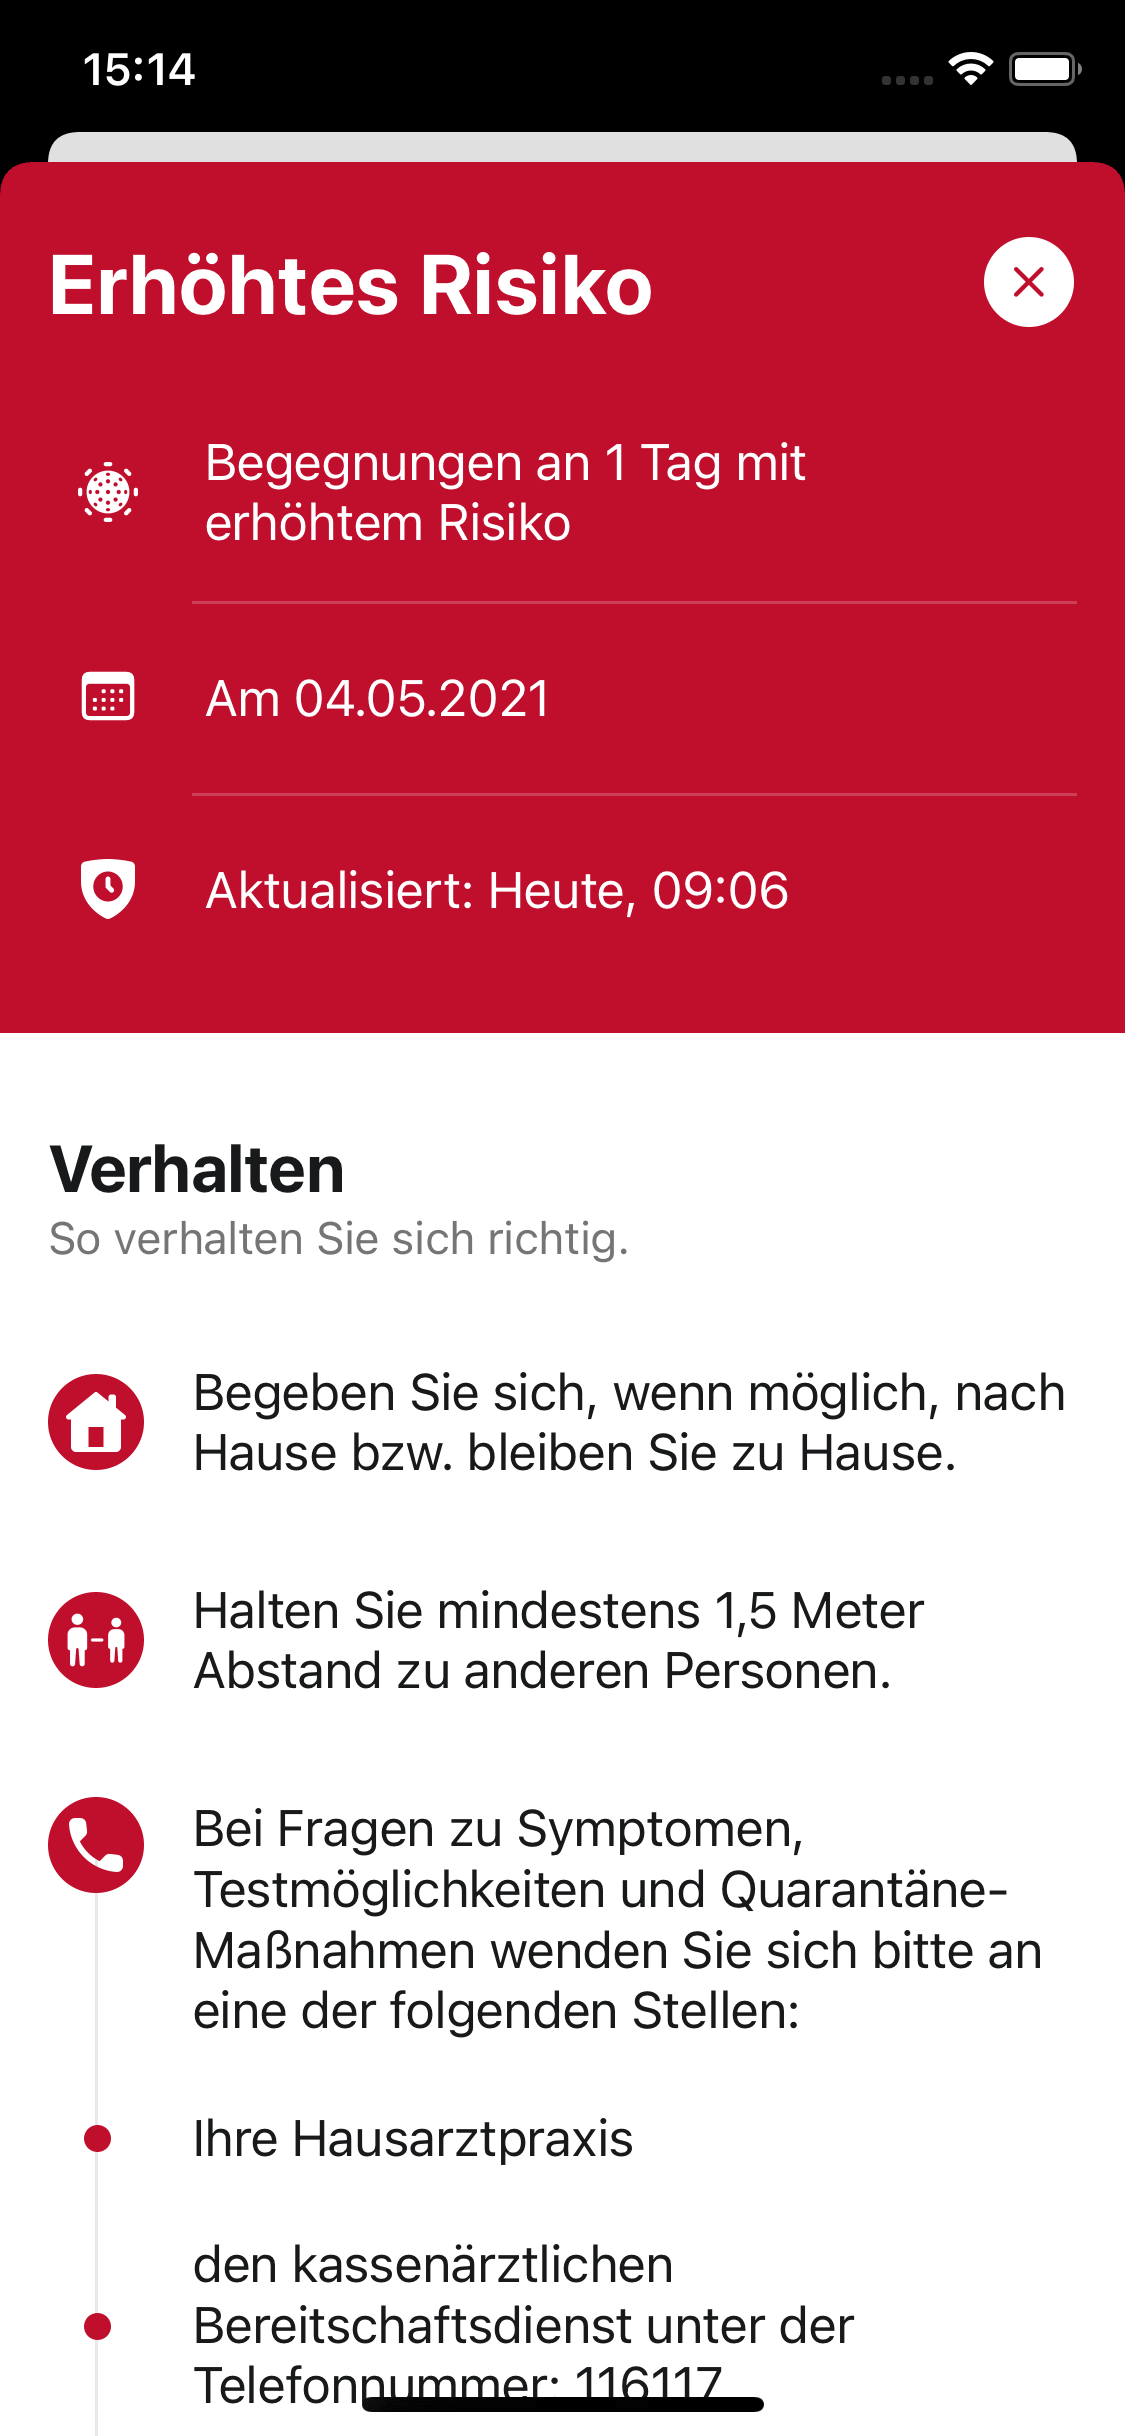 15:14
Erhöhtes Risiko
Begegnungen an 1 Tag mit
erhöhtem Risiko
Am 04.05.2021
Aktualisiert: Heute, 09:06
Verhalten
So verhalten Sie sich richtig.
Begeben Sie sich, wenn möglich, nach
Hause bzw. bleiben Sie zu Hause.
Halten Sie mindestens 1,5 Meter
Abstand zu anderen Personen.
Bei Fragen zu Symptomen,
Testmöglichkeiten und Quarantäne-
Maßnahmen wenden Sie sich bitte an
eine der folgenden Stellen:
Ihre Hausarztpraxis
den kassenärztlichen
Bereitschaftsdienst unter der
Telefonnummer: 116117